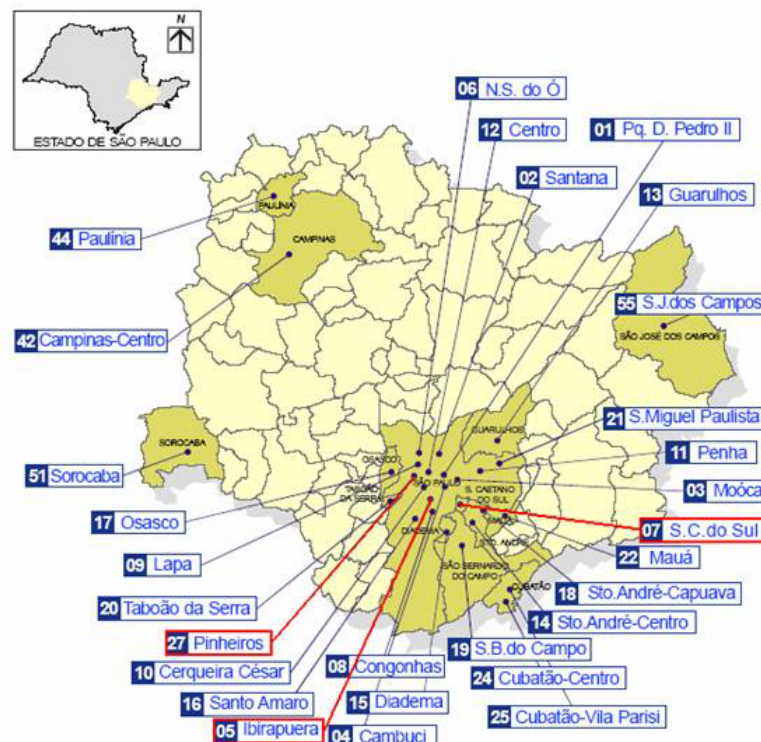 N
ESTADO DE SÃO PAULO
06 N.S. do Ó
12 Centro
01 Pq. D. Pedro II
02 Santana
13 Guarulhos
44 Paulínia
PAULÍNIA
CAMPINAS
42 Campinas-Centro
55 S.J.dos Campos
SÃO JOSÉ DOS CAMPOS
SOROCABA
51 Sorocaba
GUARULHOS
21 S.Miguel Paulista
11 Penha
03 Moóca
OSASCO
SÃO PAULO
TABOÃO
DA SERRA
S. CAETANO
DO SUL
MAUÁ
STO. ANDRÉ
DIADEMA
SÃO BERNARDO
DO CAMPO
CUBATÃO
17 Osasco
07 S.C.do Sul
09 Lapa
22 Mauá
20 Taboão da Serra
18 Sto.André-Capuava
27 Pinheiros
14 Sto.André-Centro
10 Cerqueira César
08 Congonhas
19 S.B.do Campo
16 Santo Amaro
15 Diadema
24 Cubatão-Centro
05 Ibirapuera
04 Cambuci
25 Cubatão-Vila Parisi